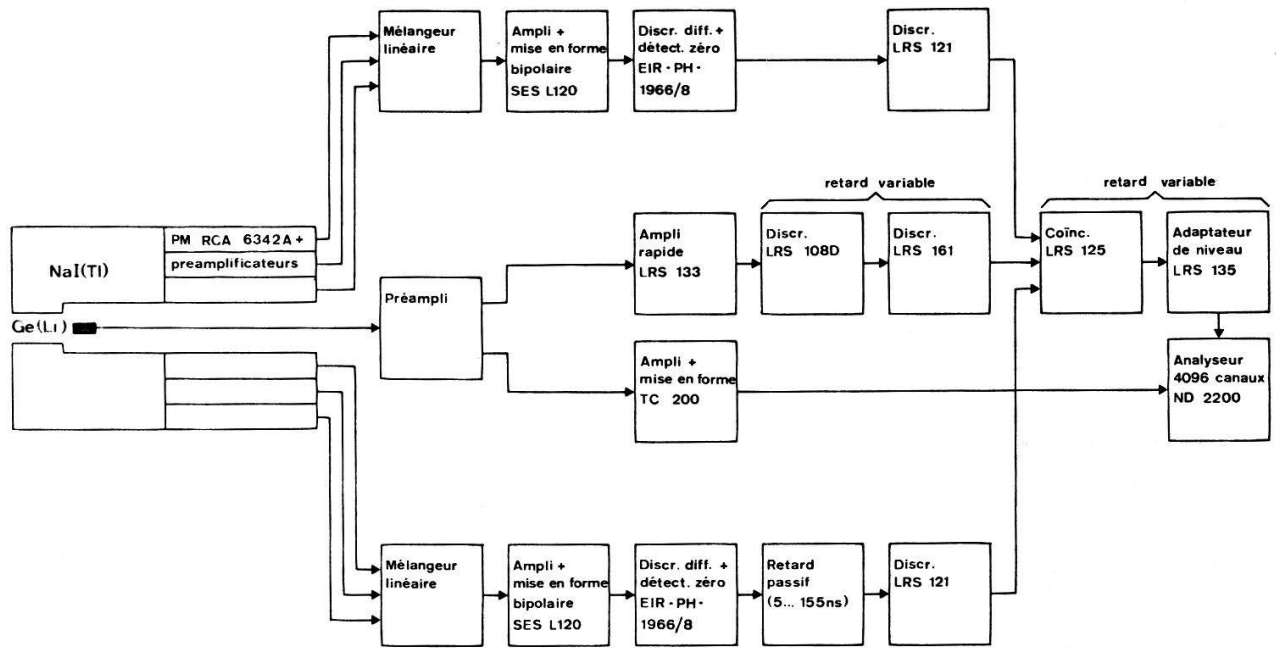 Mélangeur
linéaire
Ampli +
mise en forme
bipolaire
SES L120
Discr. diff. +
détect. zéro
EIR - PH -
1966/8
Discr.
LRS 121
retard variable
retard variable
NaI(Tl)
PM RCA 6342A +
preamplificateurs
Ge(Li)
Préampli
Ampli
rapide
LRS 133
Discr.
LRS 108D
Discr.
LRS 161
Coïnc.
LRS 125
Adaptateur
de niveau
LRS 135
Ampli +
mise en forme
TC 200
Analyseur
4096 canaux
ND 2200
Mélangeur
linéaire
Ampli +
mise en forme
bipolaire
SES L120
Discr. diff. +
détect. zéro
EIR - PH -
1966/8
Retard
passif
(5... 155ns)
Discr.
LRS 121